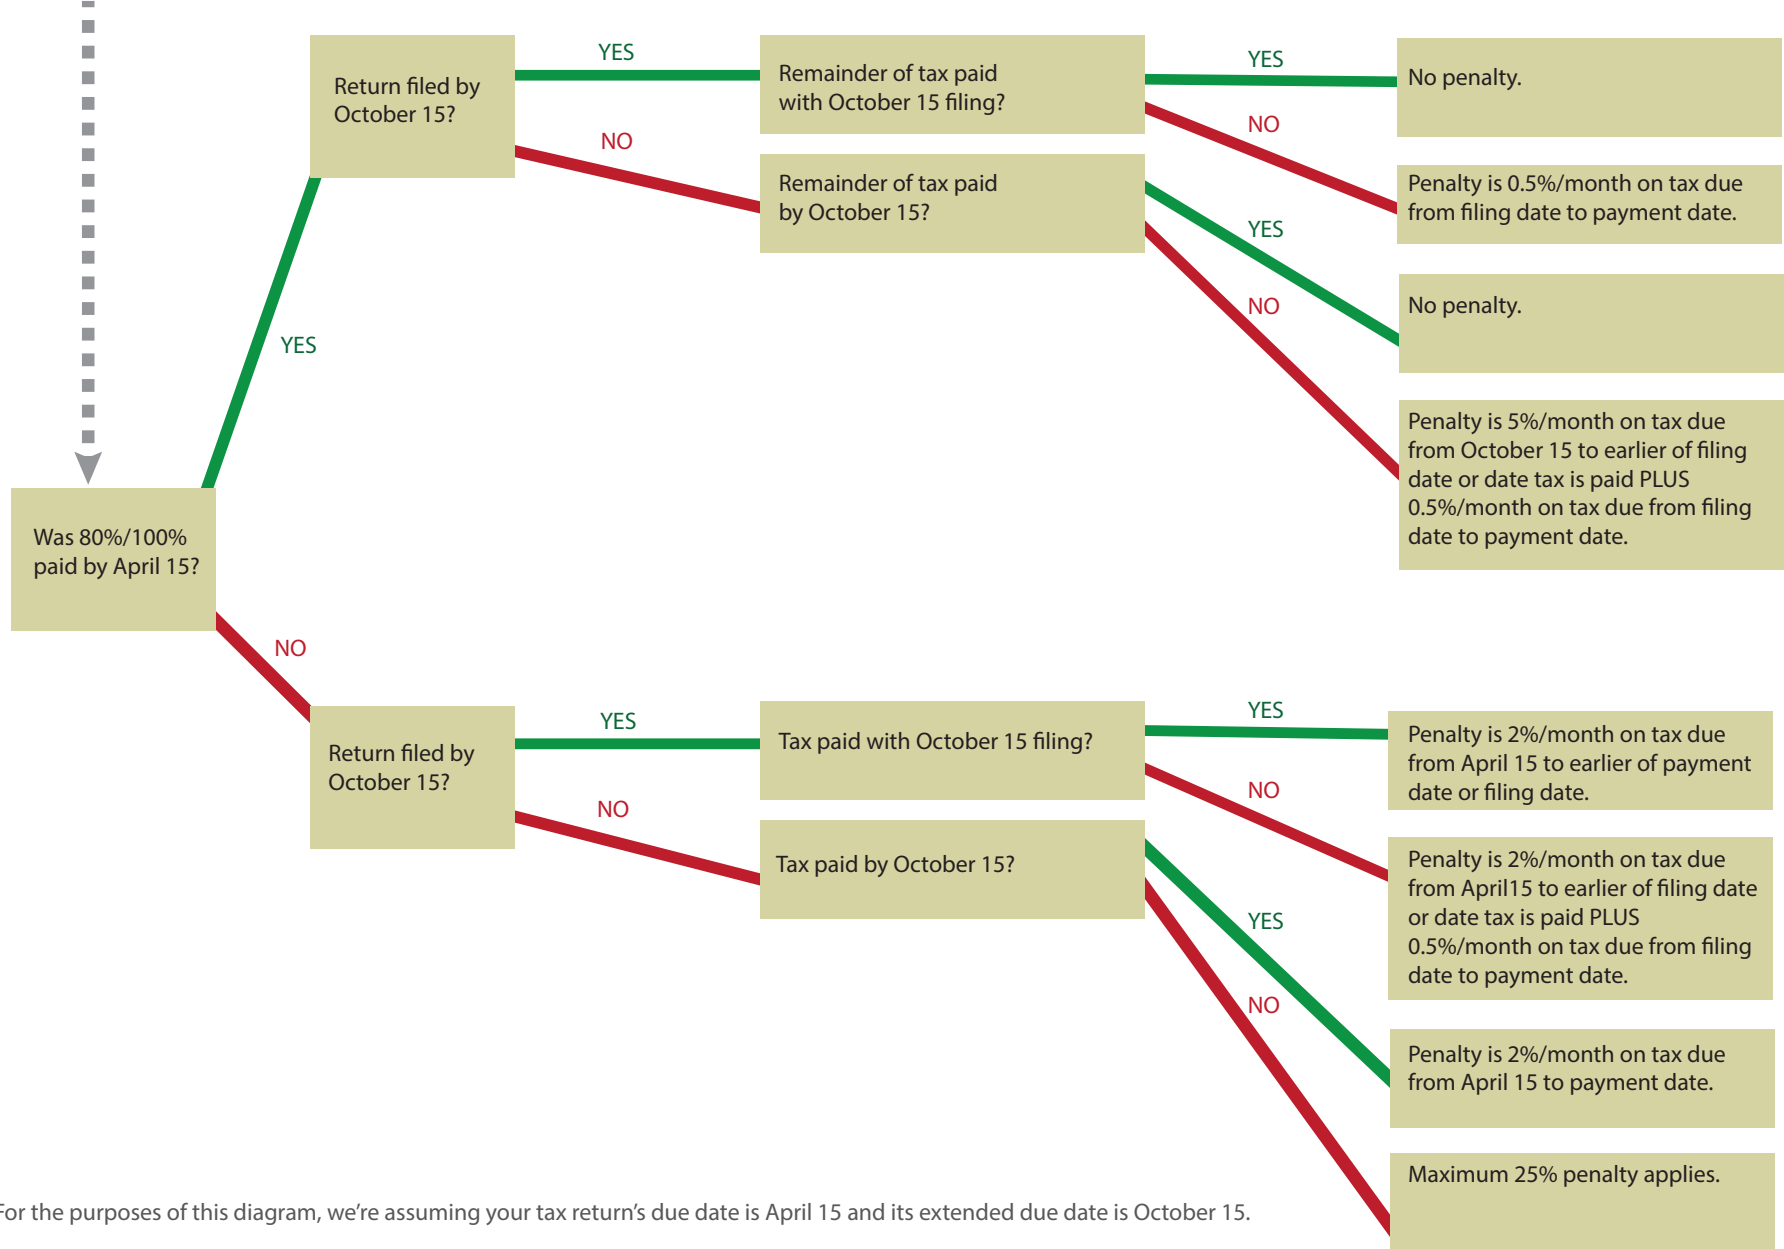 YES
Return filed by
October 15?
NO
Remainder of tax paid
with October 15 filing?
YES
No penalty.
NO
Penalty is 0.5%/month on tax due
from filing date to payment date.
Remainder of tax paid
by October 15?
YES
No penalty.
NO
Penalty is 5%/month on tax due
from October 15 to earlier of filing
date or date tax is paid PLUS
0.5%/month on tax due from filing
date to payment date.
YES
Was 80%/100%
paid by April 15?
NO
Return filed by
October 15?
YES
NO
Tax paid with October 15 filing?
YES
Penalty is 2%/month on tax due
from April 15 to earlier of payment
date or filing date.
NO
Penalty is 2%/month on tax due
from April15 to earlier of filing date
or date tax is paid PLUS
0.5%/month on tax due from filing
date to payment date.
Tax paid by October 15?
YES
Penalty is 2%/month on tax due
from April 15 to payment date.
NO
Maximum 25% penalty applies.
For the purposes of this diagram, we're assuming your tax return's due date is April 15 and its extended due date is October 15.